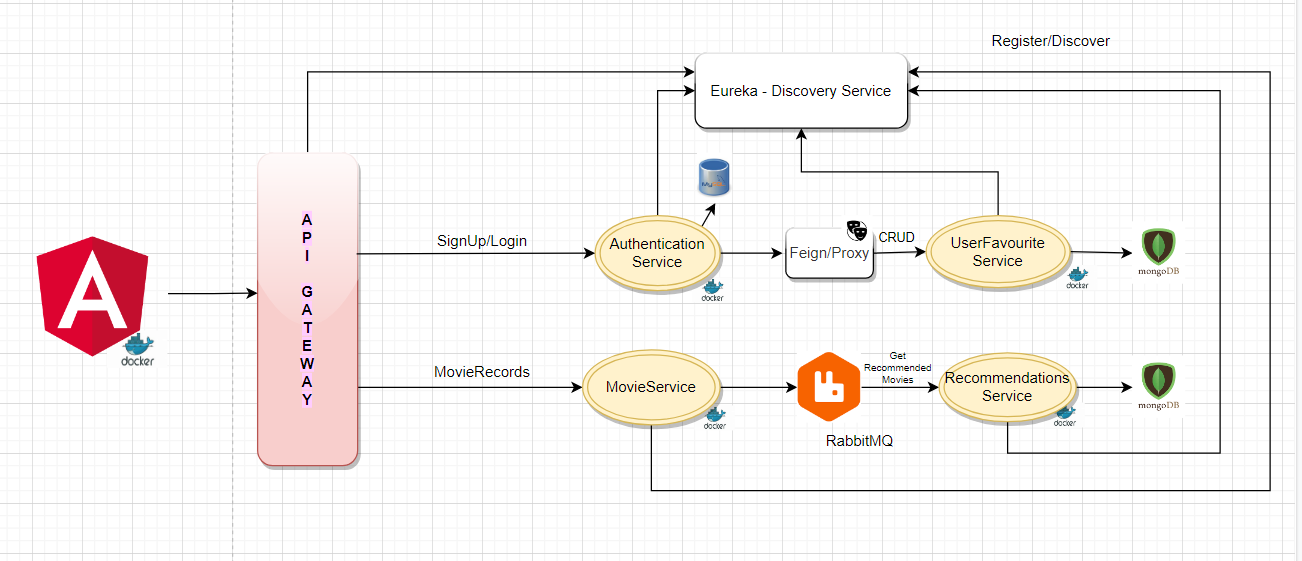 Register/Discover
Eureka - Discovery Service
A
P
I
G
A
T
E
W
A
Y
A
docker
SignUp/Login
MySQL
Authentication
Service
docker
Feign/Proxy
CRUD
UserFavourite
Service
docker
mongoDB
MovieRecords
MovieService
docker
RabbitMQ
Get
Recommended
Movies
Recommendations
Service
docker
mongoDB